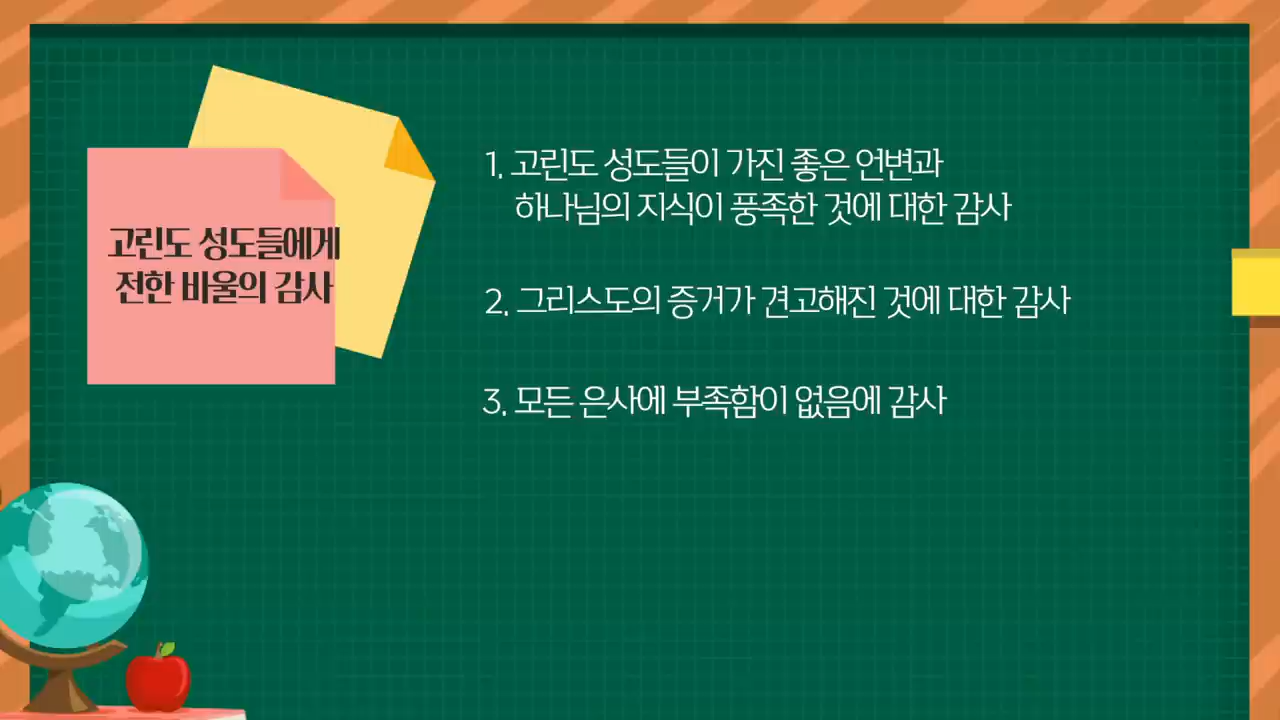 고린도 성도들에게
전한 바울의 감사
1. 고린도 성도들이 가진 좋은 언변과
하나님의 지식이 풍족한 것에 대한 감사
2. 그리스도의 증거가 견고해진 것에 대한 감사
3. 모든 은사에 부족함이 없음에 감사